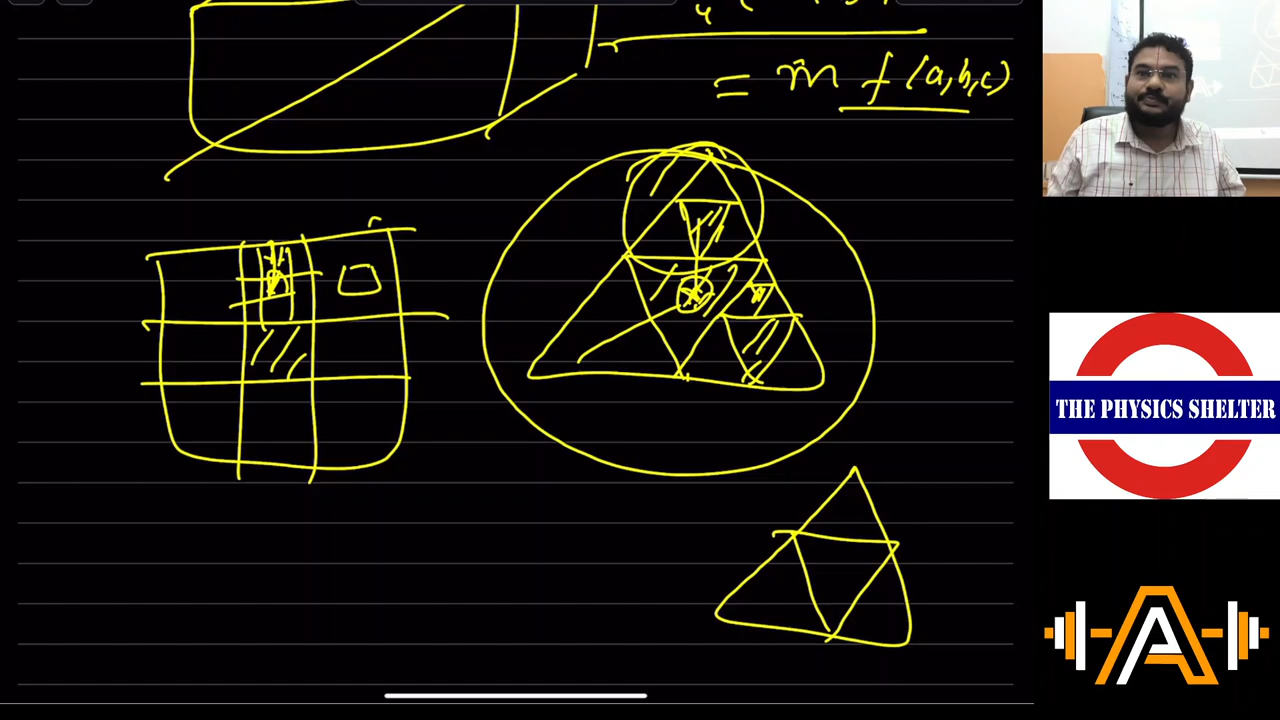 = m f(a,b,c)
THE PHYSICS SHELTER
A